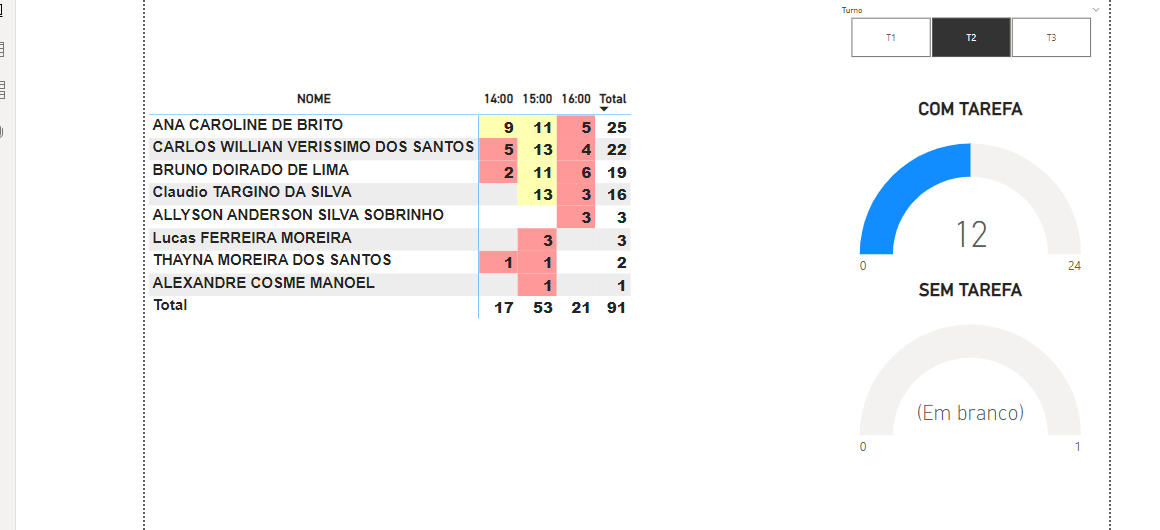 Turno
T1 T2 T3
NOME 14:00 15:00 16:00 Total
ANA CAROLINE DE BRITO 9 11 5 25
CARLOS WILLIAN VERISSIMO DOS SANTOS 5 13 4 22
BRUNO DOIRADO DE LIMA 2 11 6 19
Claudio TARGINO DA SILVA 13 3 16
ALLYSON ANDERSON SILVA SOBRINHO 3 3
Lucas FERREIRA MOREIRA 3 3
THAYNA MOREIRA DOS SANTOS 1 1 2
ALEXANDRE COSME MANOEL 1 1
Total 17 53 21 91
COM TAREFA
12
0 24
SEM TAREFA
(Em branco)
0 1